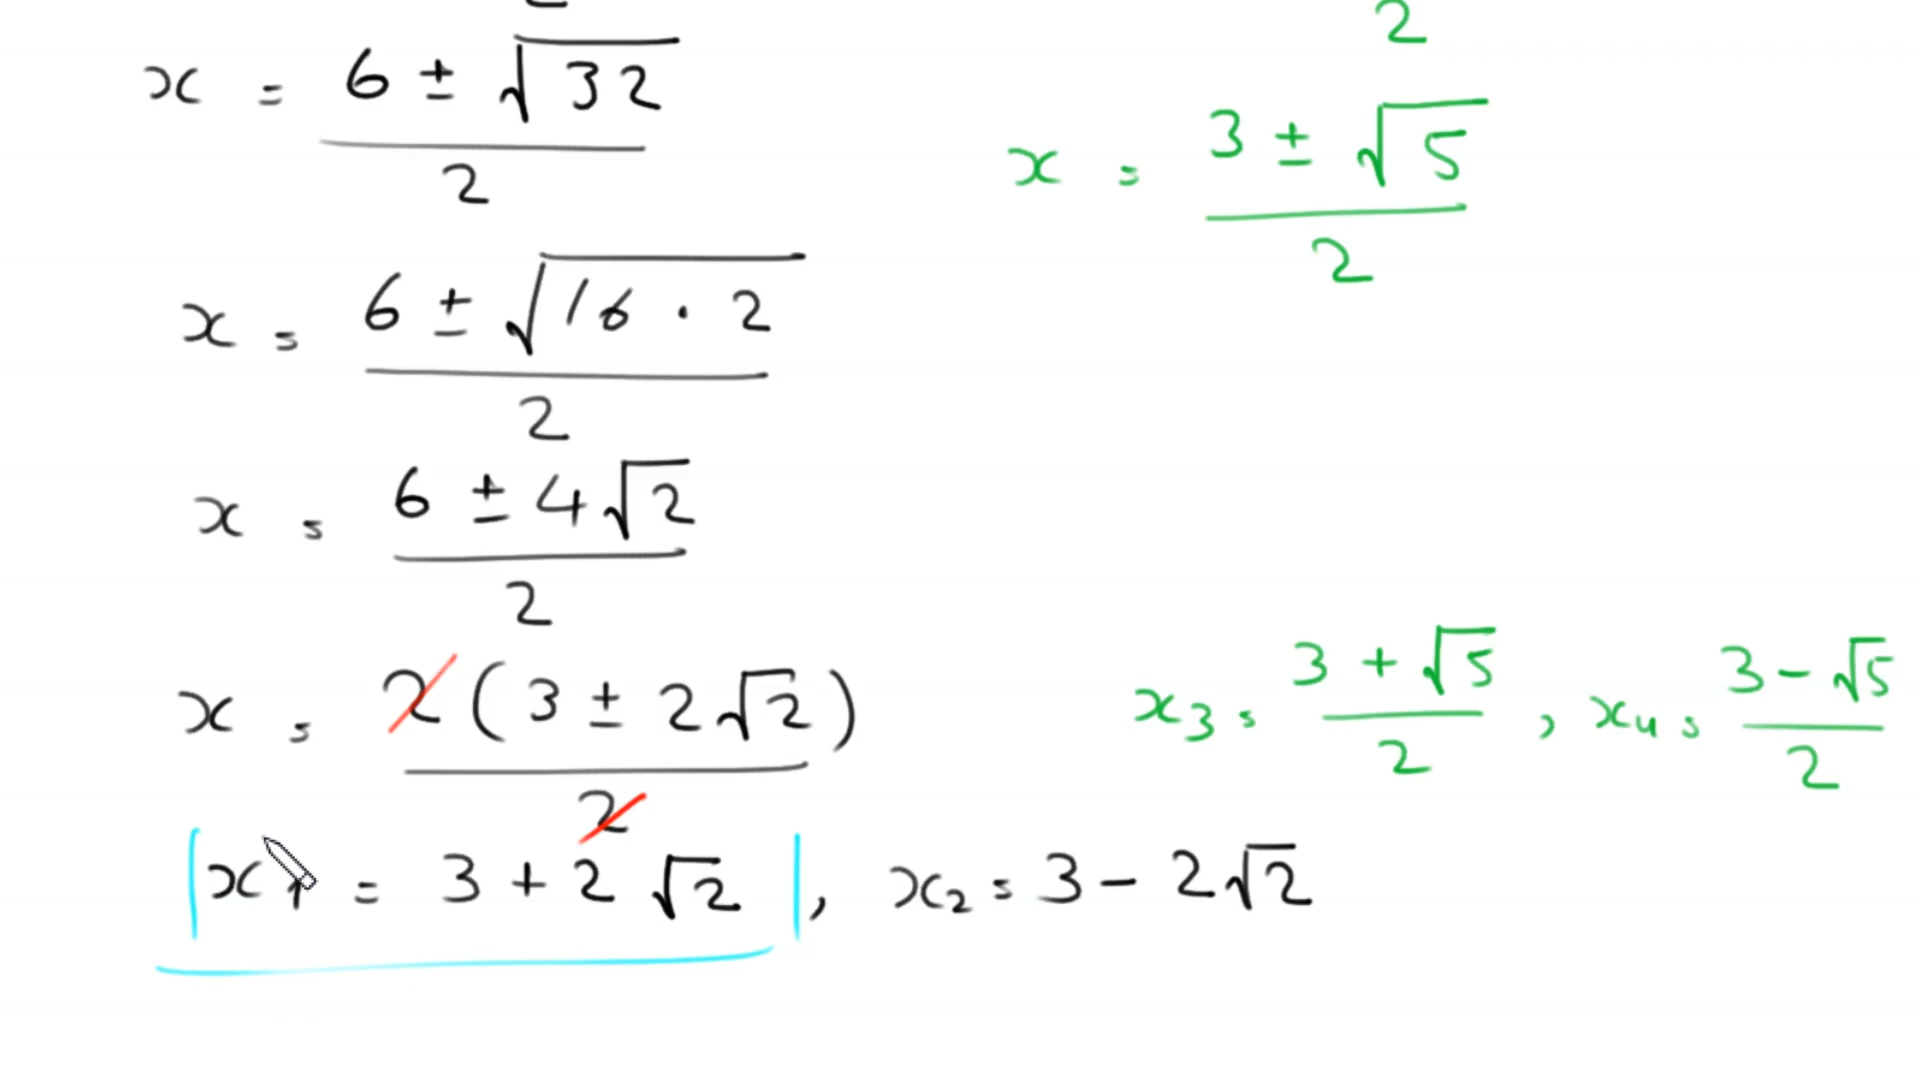 x = (6 ± √32)/2
x = (6 ± √(16 · 2))/2
x = (6 ± 4√2)/2
x = 2(3 ± 2√2)/2
x₁ = 3 + 2√2 , x₂ = 3 − 2√2
2
x = (3 ± √5)/2
x₃ = (3 + √5)/2 , x₄ = (3 − √5)/2